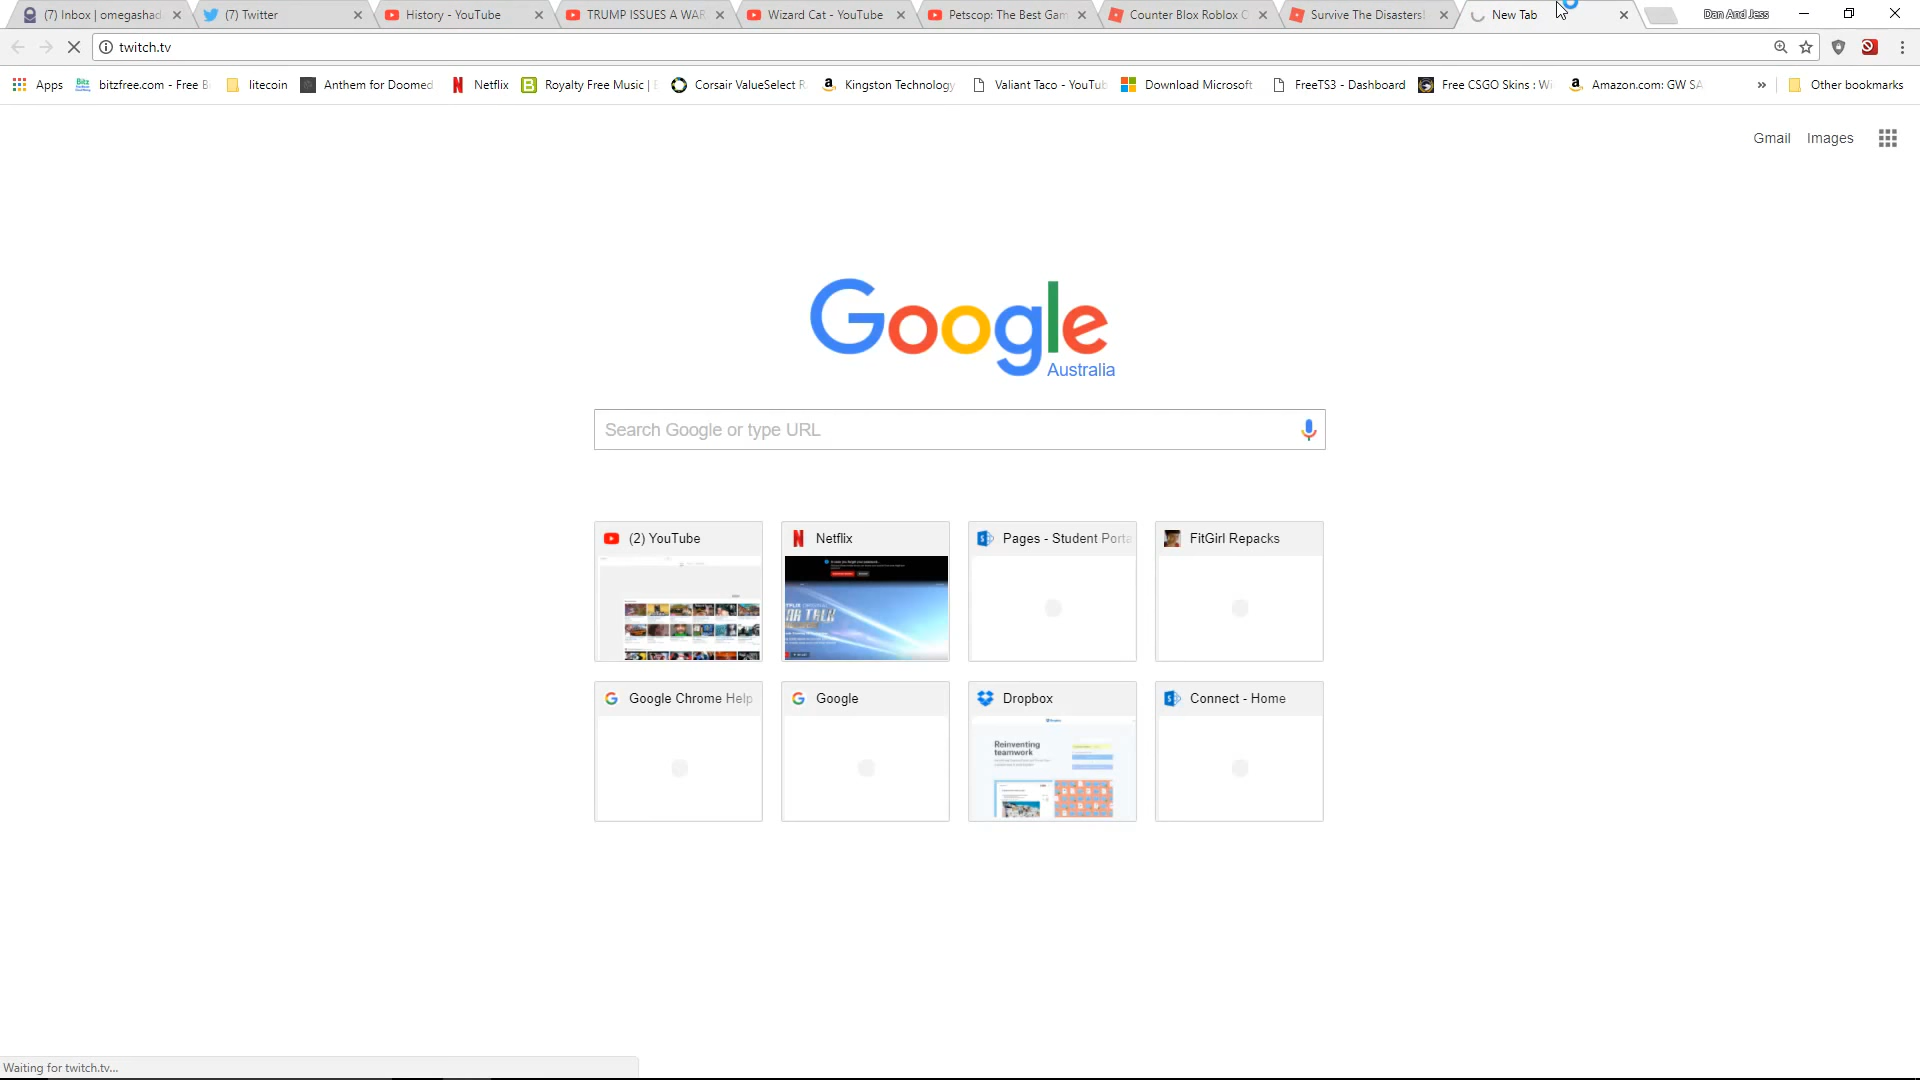 (7) Inbox | omegashad
(7) Twitter
History - YouTube
TRUMP ISSUES A WAR
Wizard Cat - YouTube
Petscop: The Best Gam
Counter Blox Roblox O
Survive The Disasters!
New Tab
Dan And Jess
twitch.tv
Apps
bitzfree.com - Free B
litecoin
Anthem for Doomed
Netflix
Royalty Free Music | B
Corsair ValueSelect R
Kingston Technology
Valiant Taco - YouTub
Download Microsoft
FreeTS3 - Dashboard
Free CSGO Skins : Wi
Amazon.com: GW SA
»
Other bookmarks
Gmail
Images
Google
Australia
Search Google or type URL
(2) YouTube
Netflix
Pages - Student Porta
FitGirl Repacks
Google Chrome Help
Google
Dropbox
Connect - Home
Reinventing
teamwork
Waiting for twitch.tv...